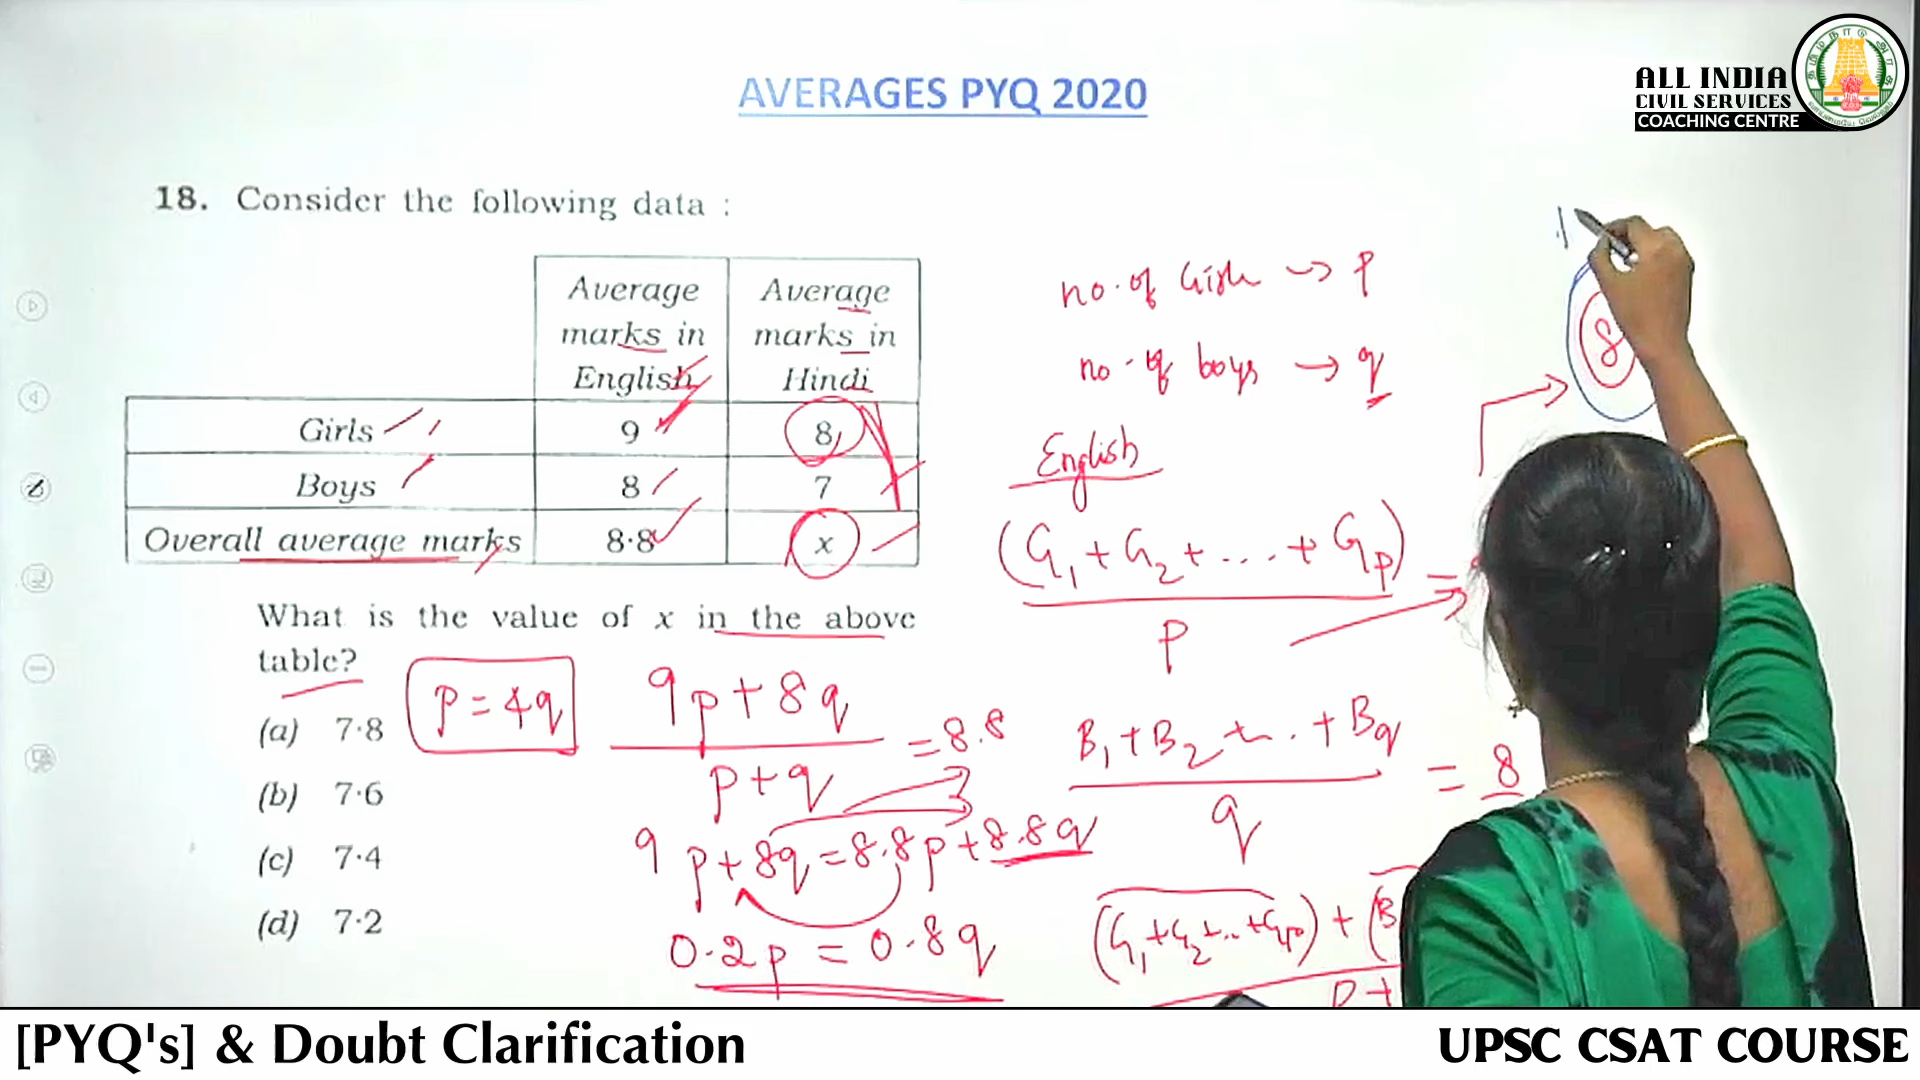 AVERAGES PYQ 2020
ALL INDIA
CIVIL SERVICES
COACHING CENTRE
18. Consider the following data :
Average marks in English
Average marks in Hindi
Girls 9 8
Boys 8 7
Overall average marks 8·8 x
What is the value of x in the above
table?
(a) 7·8
(b) 7·6
(c) 7·4
(d) 7·2
p = 4q
9p + 8q
p + q
= 8.8
9p + 8q = 8.8p + 8.8q
0.2p = 0.8q
no. of Girls → p
no. of boys → q
8
English
(G1 + G2 + ... + Gp)
p
=
B1 + B2 + .. + Bq
q
= 8
(G1 + G2 + .. + Gp) + (B
p +
[PYQ's] & Doubt Clarification
UPSC CSAT COURSE